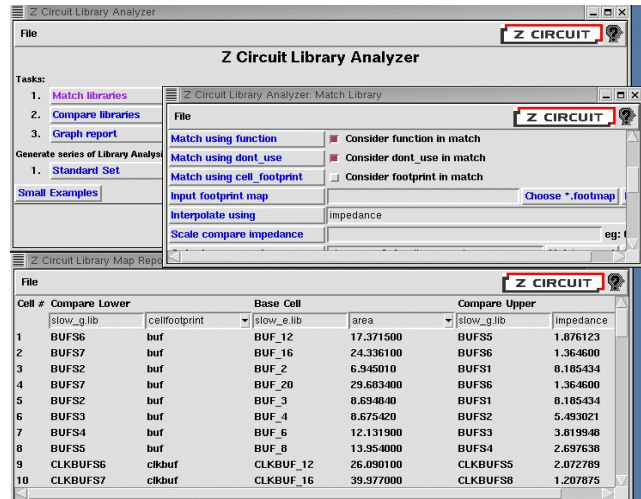 Z Circuit Library Analyzer
File
Z CIRCUIT
Z Circuit Library Analyzer
Tasks:
1. Match libraries
2. Compare libraries
3. Graph report
Generate series of Library Analysi
1. Standard Set
Small Examples
Z Circuit Library Analyzer: Match Library
File
Z CIRCUIT
Match using function Consider function in match
Match using dont_use Consider dont_use in match
Match using cell_footprint Consider footprint in match
Input footprint map Choose *.footmap
Interpolate using impedance
Scale compare impedance eg:
Z Circuit Library Map Repo
File
Z CIRCUIT
Cell # Compare Lower Base Cell Compare Upper
slow_g.lib cellfootprint slow_e.lib area slow_g.lib impedance
1 BUFS6 buf BUF_12 17.371500 BUFS5 1.876123
2 BUFS7 buf BUF_16 24.336100 BUFS6 1.364600
3 BUFS2 buf BUF_2 6.945010 BUFS1 8.185434
4 BUFS7 buf BUF_20 29.683400 BUFS6 1.364600
5 BUFS2 buf BUF_3 8.694840 BUFS1 8.185434
6 BUFS3 buf BUF_4 8.675420 BUFS2 5.493021
7 BUFS4 buf BUF_6 12.131900 BUFS3 3.819948
8 BUFS5 buf BUF_8 13.954000 BUFS4 2.697638
9 CLKBUFS6 clkbuf CLKBUF_12 26.090100 CLKBUFS5 2.072789
10 CLKBUFS7 clkbuf CLKBUF_16 39.977000 CLKBUFS8 1.207875